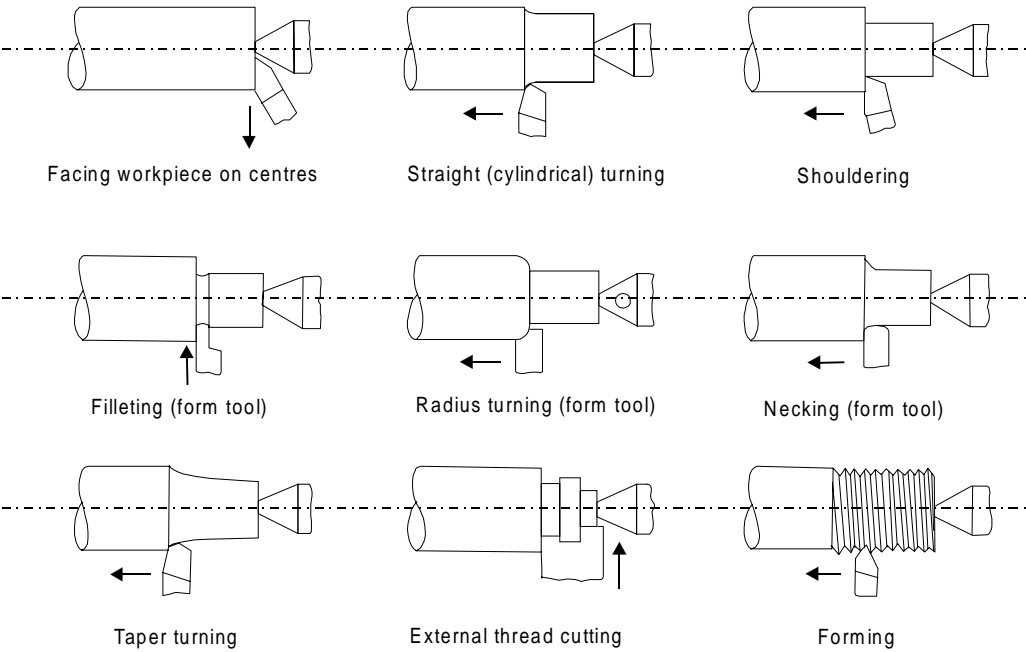 Facing workpiece on centres
Straight (cylindrical) turning
Shouldering
Filleting (form tool)
Radius turning (form tool)
Necking (form tool)
Taper turning
External thread cutting
Forming